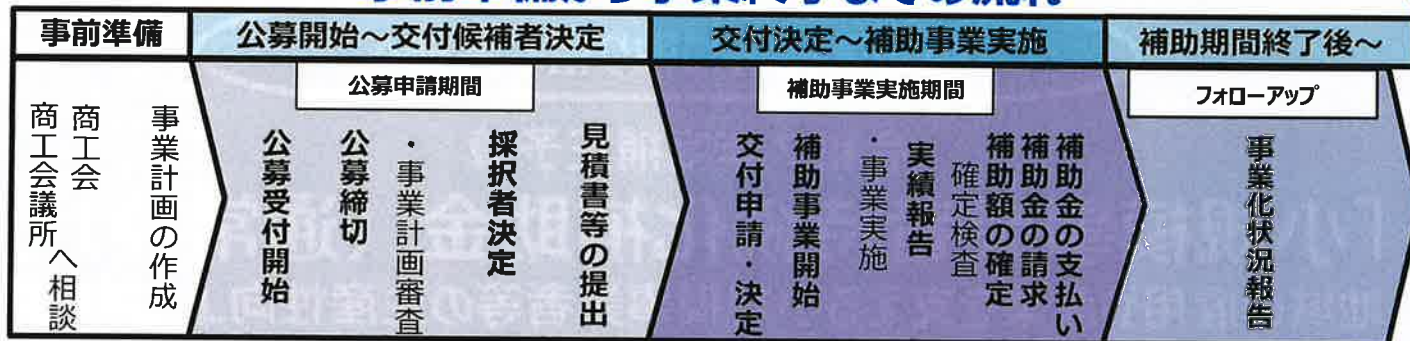 事前準備
公募開始～交付候補者決定
交付決定～補助事業実施
補助期間終了後～
公募申請期間
補助事業実施期間
フォローアップ
商工会
商工会議所
へ相談
事業計画の作成
公募受付開始
公募締切
・事業計画審査
採択者決定
見積書等の提出
交付申請・決定
補助事業開始
・事業実施
実績報告
確定検査
補助額の確定
補助金の請求
補助金の支払い
事業化状況報告